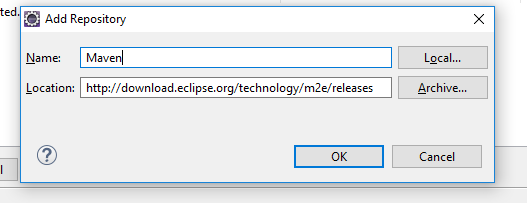 ted.
Add Repository
Name: Maven Local...
Location: http://download.eclipse.org/technology/m2e/releases Archive...
? OK Cancel
l